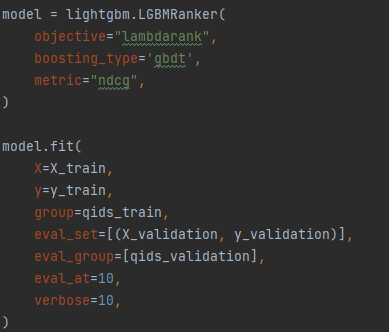 model = lightgbm.LGBMRanker(
    objective="lambdarank",
    boosting_type='gbdt',
    metric="ndcg",
)

model.fit(
    X=X_train,
    y=y_train,
    group=qids_train,
    eval_set=[(X_validation, y_validation)],
    eval_group=[qids_validation],
    eval_at=10,
    verbose=10,
)